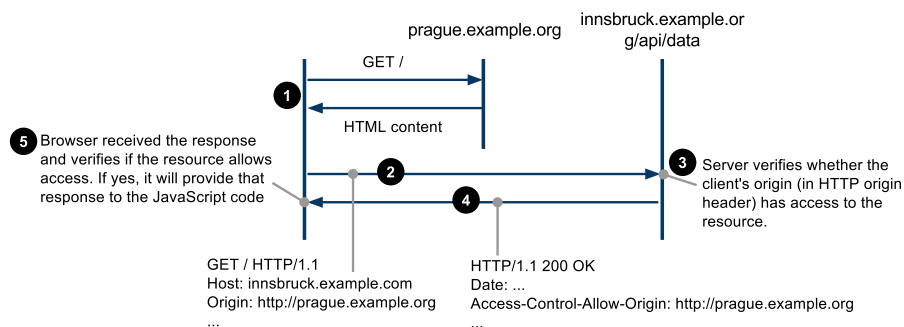 prague.example.org
innsbruck.example.or
g/api/data
GET /
1
HTML content
5
Browser received the response
and verifies if the resource allows
access. If yes, it will provide that
response to the JavaScript code
2
3
Server verifies whether the
client's origin (in HTTP origin
header) has access to the
resource.
4
GET / HTTP/1.1
Host: innsbruck.example.com
Origin: http://prague.example.org
...
HTTP/1.1 200 OK
Date: ...
Access-Control-Allow-Origin: http://prague.example.org
...